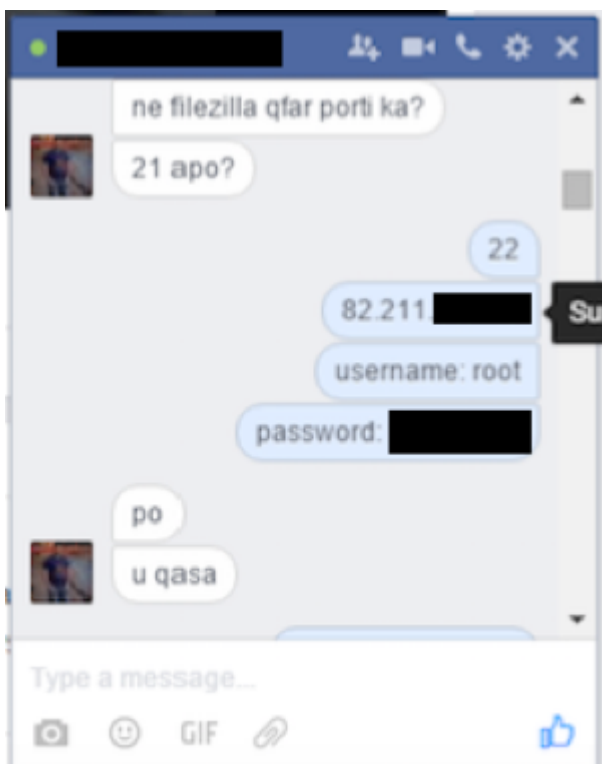 ne filezilla qfar porti ka?
21 apo?
22
82.211.
Su
username: root
password:
po
u qasa
Type a message...
GIF